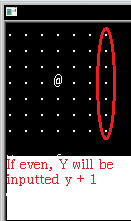 @
If even, Y will be
inputted y + 1